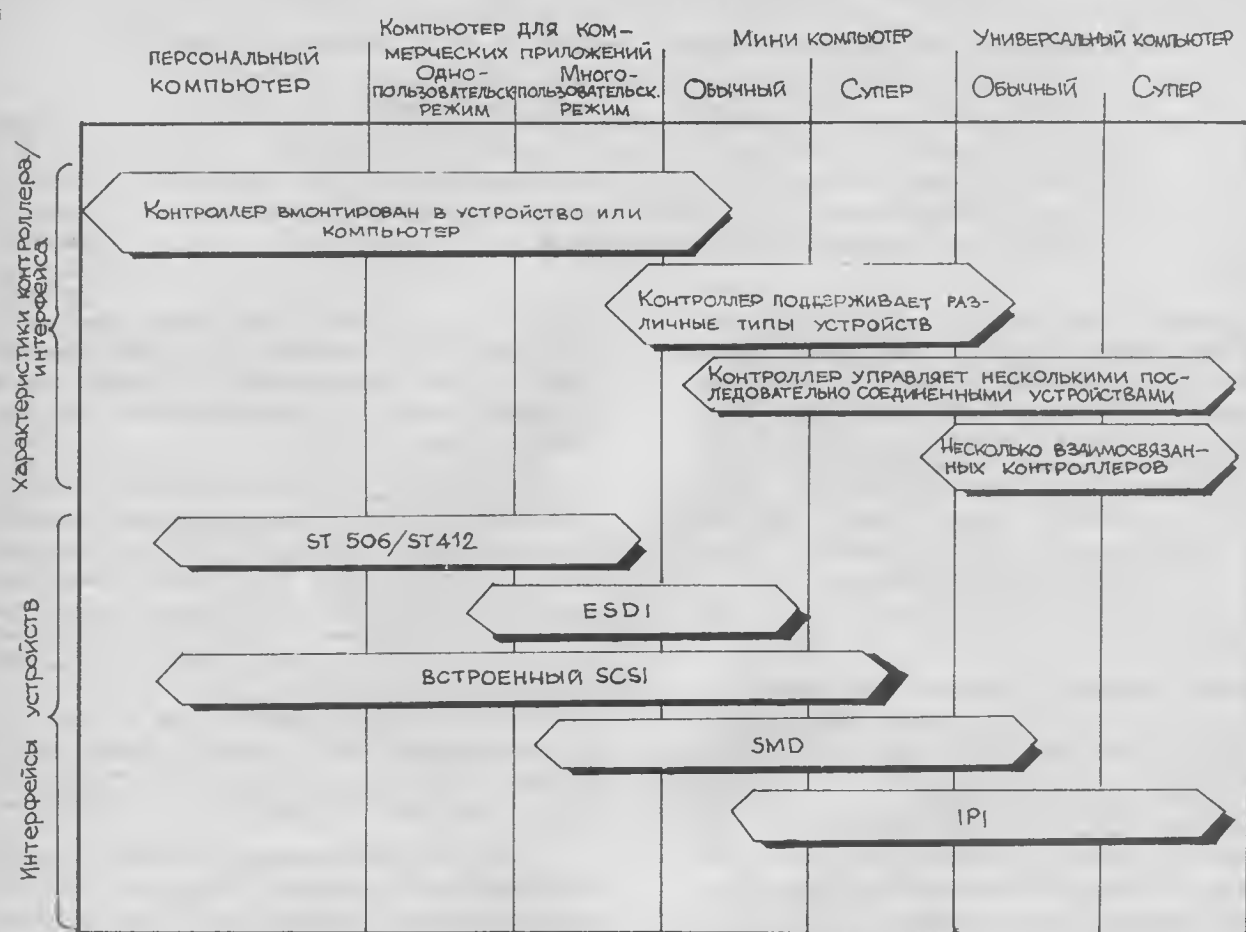 ПЕРСОНАЛЬНЫЙ
КОМПЬЮТЕР
КОМПЬЮТЕР ДЛЯ КОМ-
МЕРЧЕСКИХ ПРИЛОЖЕНИЙ
ОДНО-
ПОЛЬЗОВАТЕЛЬСК.
РЕЖИМ
МНОГО-
ПОЛЬЗОВАТЕЛЬСК.
РЕЖИМ
МИНИ КОМПЬЮТЕР
ОБЫЧНЫЙ
СУПЕР
УНИВЕРСАЛЬНЫЙ КОМПЬЮТЕР
ОБЫЧНЫЙ
СУПЕР
Характеристики контроллера/
интерфейса
КОНТРОЛЛЕР ВМОНТИРОВАН В УСТРОЙСТВО ИЛИ
КОМПЬЮТЕР
КОНТРОЛЛЕР ПОДДЕРЖИВАЕТ РАЗ-
ЛИЧНЫЕ ТИПЫ УСТРОЙСТВ
КОНТРОЛЛЕР УПРАВЛЯЕТ НЕСКОЛЬКИМИ ПОС-
ЛЕДОВАТЕЛЬНО СОЕДИНЕННЫМИ УСТРОЙСТВАМИ
НЕСКОЛЬКО ВЗАИМОСВЯЗАН-
НЫХ КОНТРОЛЛЕРОВ
Интерфейсы устройств
ST 506/ST412
ESDI
ВСТРОЕННЫЙ SCSI
SMD
IPI